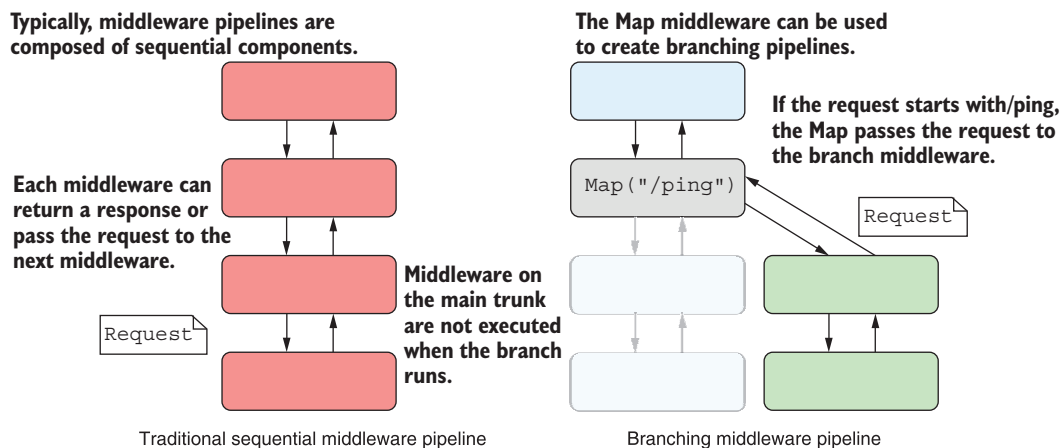 Typically, middleware pipelines are
composed of sequential components.
Each middleware can
return a response or
pass the request to the
next middleware.
Request
Traditional sequential middleware pipeline
The Map middleware can be used
to create branching pipelines.
If the request starts with/ping,
the Map passes the request to
the branch middleware.
Map("/ping")
Request
Middleware on
the main trunk
are not executed
when the branch
runs.
Branching middleware pipeline